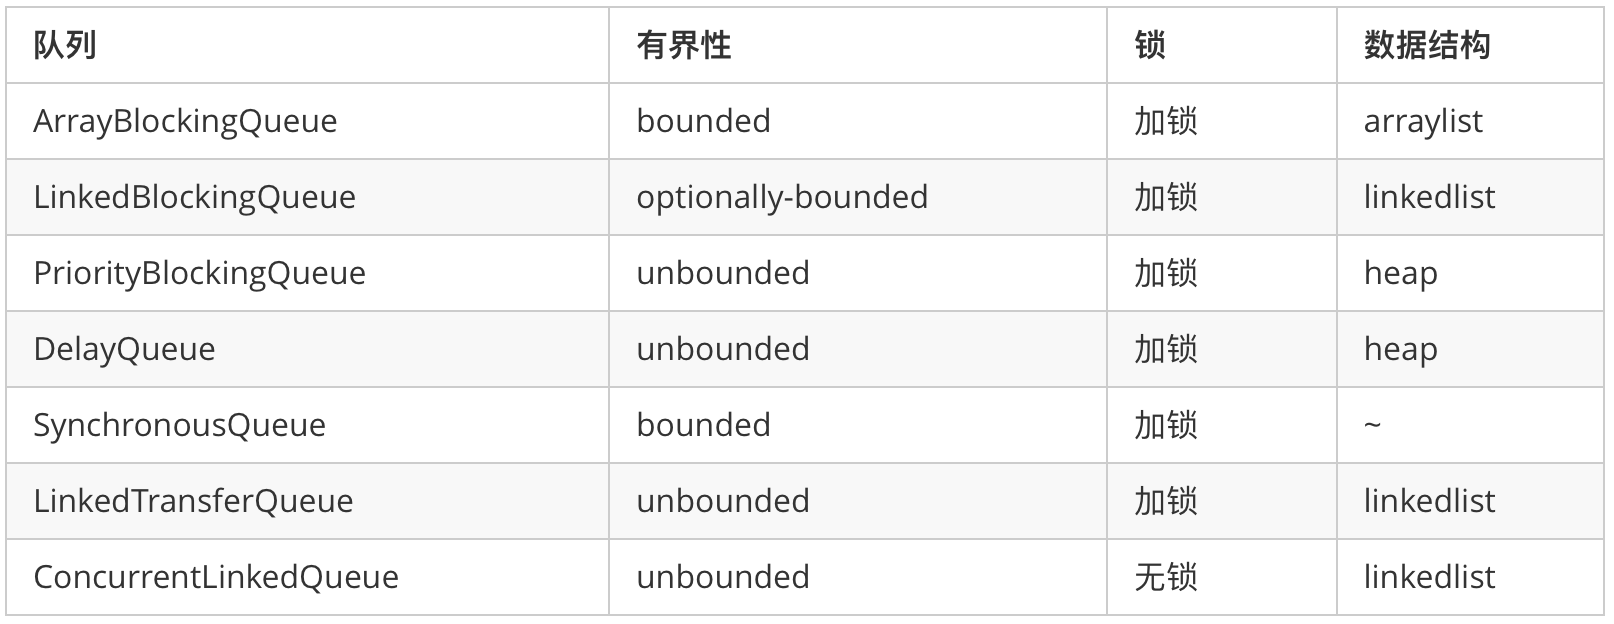 队列 有界性 锁 数据结构
ArrayBlockingQueue bounded 加锁 arraylist
LinkedBlockingQueue optionally-bounded 加锁 linkedlist
PriorityBlockingQueue unbounded 加锁 heap
DelayQueue unbounded 加锁 heap
SynchronousQueue bounded 加锁 ~
LinkedTransferQueue unbounded 加锁 linkedlist
ConcurrentLinkedQueue unbounded 无锁 linkedlist